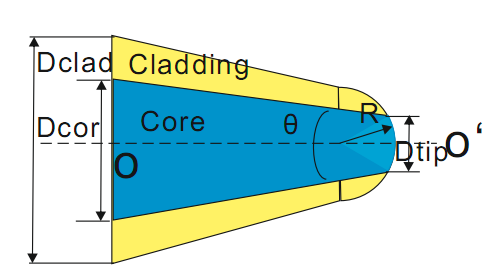 Dclad Cladding
Dcor Core θ R
O Dtip O‘